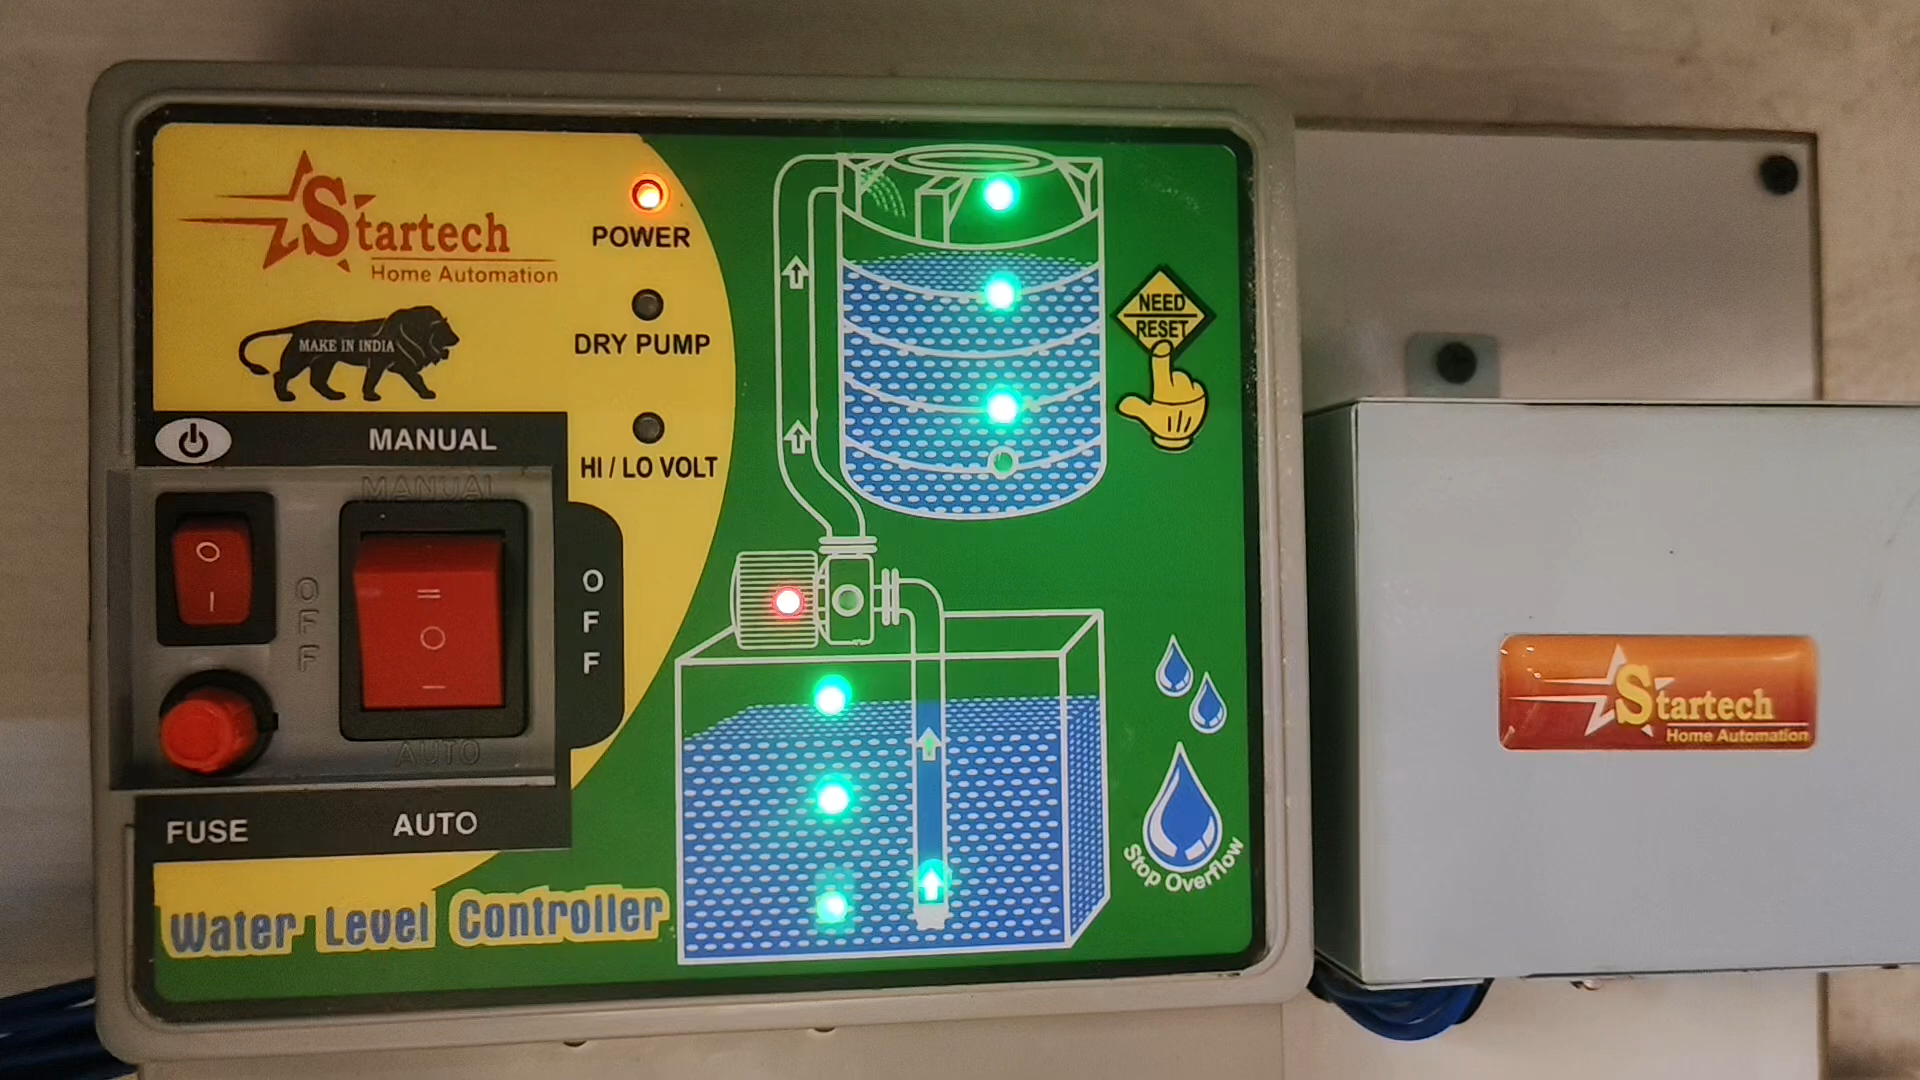 Startech
Home Automation
MAKE IN INDIA
POWER
DRY PUMP
HI / LO VOLT
NEED
RESET
MANUAL
MANUAL
OFF
OFF
AUTO
FUSE
AUTO
Water Level Controller
Stop Overflow
Startech
Home Automation